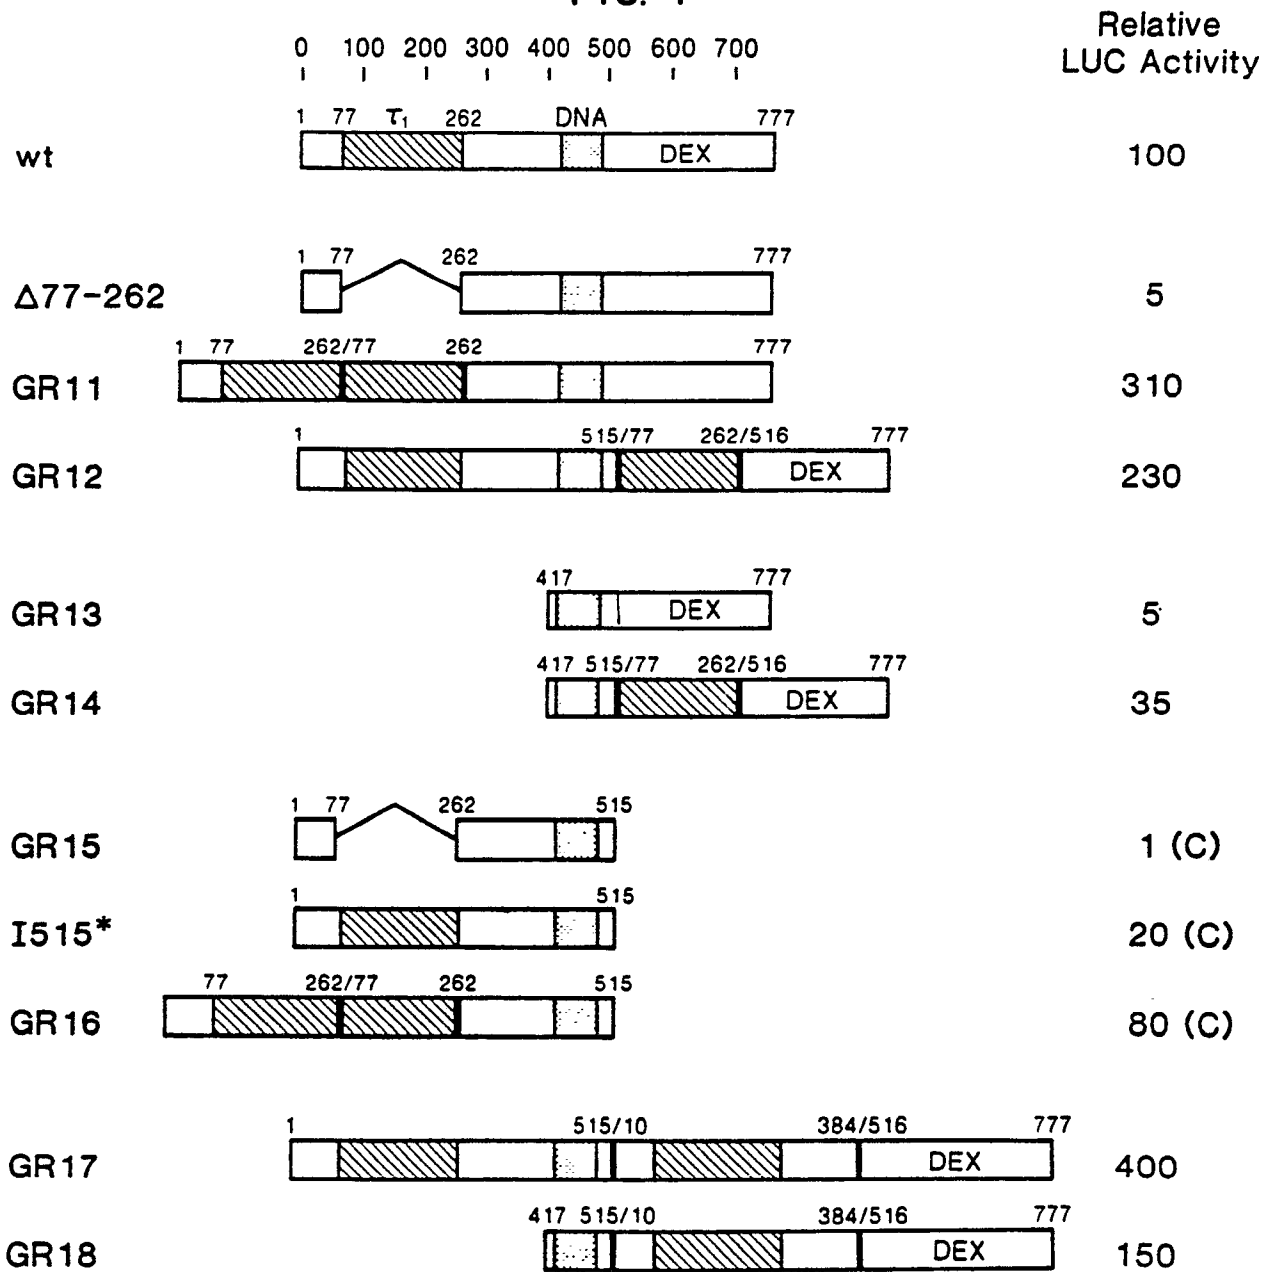 Relative
LUC Activity
0 100 200 300 400 500 600 700
1 77 τ1 262 DNA 777
wt DEX 100
1 77 262 777
Δ77-262 5
1 77 262/77 262 777
GR11 310
1 515/77 262/516 777
GR12 DEX 230
417 777
GR13 DEX 5
417 515/77 262/516 777
GR14 DEX 35
1 77 262 515
GR15 1 (C)
1 515
I515* 20 (C)
77 262/77 262 515
GR16 80 (C)
1 515/10 384/516 777
GR17 DEX 400
417 515/10 384/516 777
GR18 DEX 150